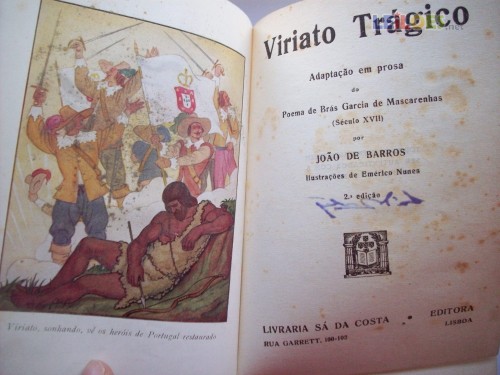 Viriato, sonhando, vê os heróis de Portugal restaurado
Viriato Trágico
Adaptação em prosa
do
Poema de Brás Garcia de Mascarenhas
(Século XVII)
por
JOÃO DE BARROS
Ilustrações de Emérico Nunes
2.ª edição
LIVRARIA SÁ DA COSTA * EDITORA
RUA GARRETT, 100-102 LISBOA